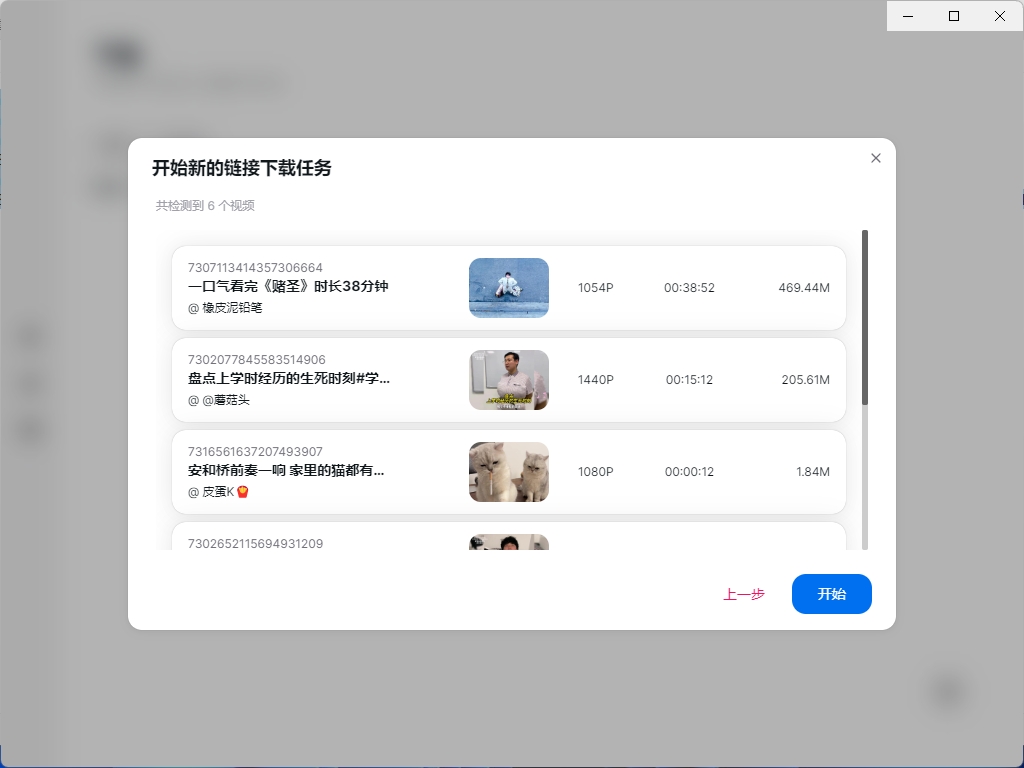 开始新的链接下载任务
共检测到 6 个视频
7307113414357306664
一口气看完《赌圣》时长38分钟
@ 橡皮泥铅笔
1054P
00:38:52
469.44M
7302077845583514906
盘点上学时经历的生死时刻#学...
@ @蘑菇头
1440P
00:15:12
205.61M
7316561637207493907
安和桥前奏一响 家里的猫都有...
@ 皮蛋K🍟
1080P
00:00:12
1.84M
7302652115694931209
上一步
开始